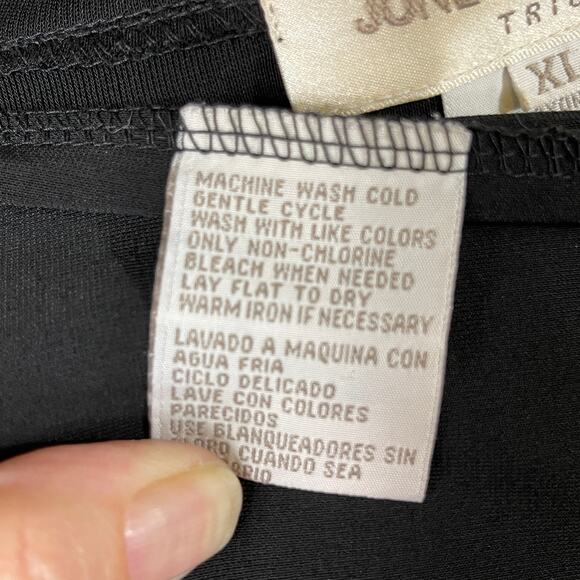 XL
MACHINE WASH COLD
GENTLE CYCLE
WASH WITH LIKE COLORS
ONLY NON-CHLORINE
BLEACH WHEN NEEDED
LAY FLAT TO DRY
WARM IRON IF NECESSARY
LAVADO A MAQUINA CON
AGUA FRIA
CICLO DELICADO
LAVE CON COLORES
PARECIDOS
USE BLANQUEADORES SIN
CLORO CUANDO SEA